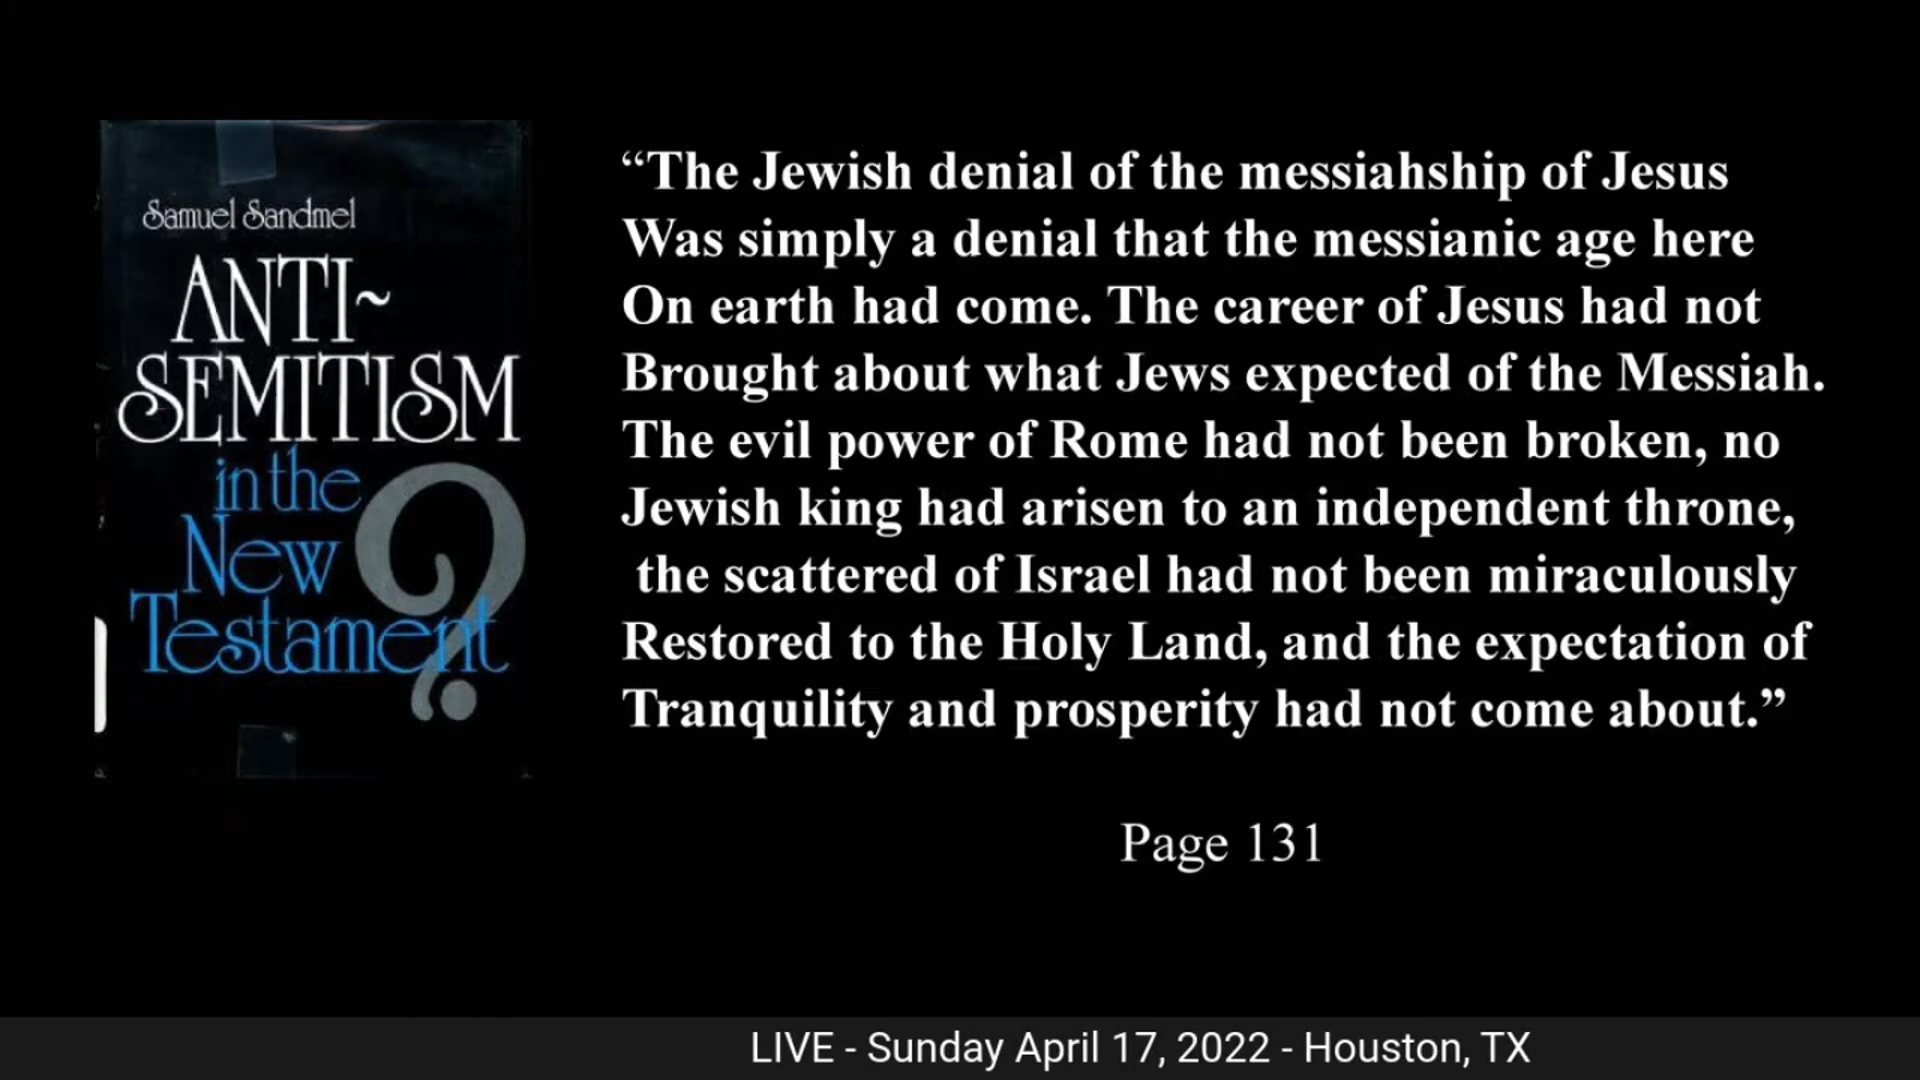 Samuel Sandmel
ANTI~
SEMITISM
in the
New
Testament
?
“The Jewish denial of the messiahship of Jesus
Was simply a denial that the messianic age here
On earth had come. The career of Jesus had not
Brought about what Jews expected of the Messiah.
The evil power of Rome had not been broken, no
Jewish king had arisen to an independent throne,
the scattered of Israel had not been miraculously
Restored to the Holy Land, and the expectation of
Tranquility and prosperity had not come about.”
Page 131
LIVE - Sunday April 17, 2022 - Houston, TX